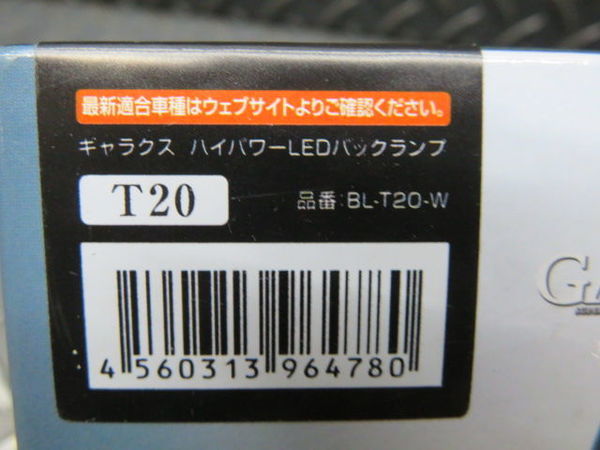 最新適合車種はウェブサイトよりご確認ください。
ギャラクス ハイパワーLEDバックランプ
T20
品番:BL-T20-W
4 560313 964780